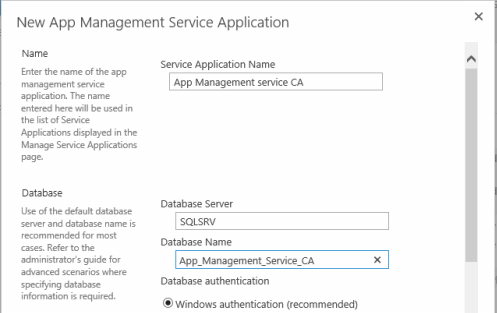 New App Management Service Application
Name
Enter the name of the app
management service
application. The name
entered here will be used in
the list of Service
Applications displayed in the
Manage Service Applications
page.
Service Application Name
App Management service CA
Database
Use of the default database
server and database name is
recommended for most
cases. Refer to the
administrator's guide for
advanced scenarios where
specifying database
information is required.
Database Server
SQLSRV
Database Name
App_Management_Service_CA
Database authentication
Windows authentication (recommended)